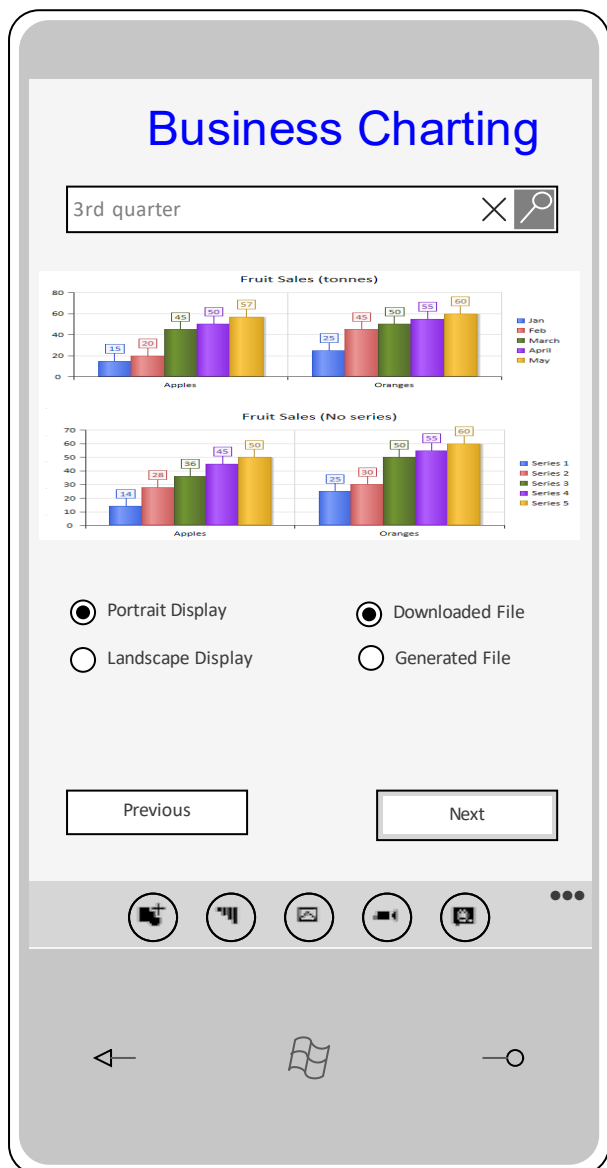 Business Charting
3rd quarter
Fruit Sales (tonnes)
80
60
40
20
0
15
20
45
50
57
25
45
50
55
60
Apples
Oranges
Jan
Feb
March
April
May
Fruit Sales (No series)
70
60
50
40
30
20
10
0
14
28
36
45
50
25
30
50
55
60
Apples
Oranges
Series 1
Series 2
Series 3
Series 4
Series 5
Portrait Display
Downloaded File
Landscape Display
Generated File
Previous
Next